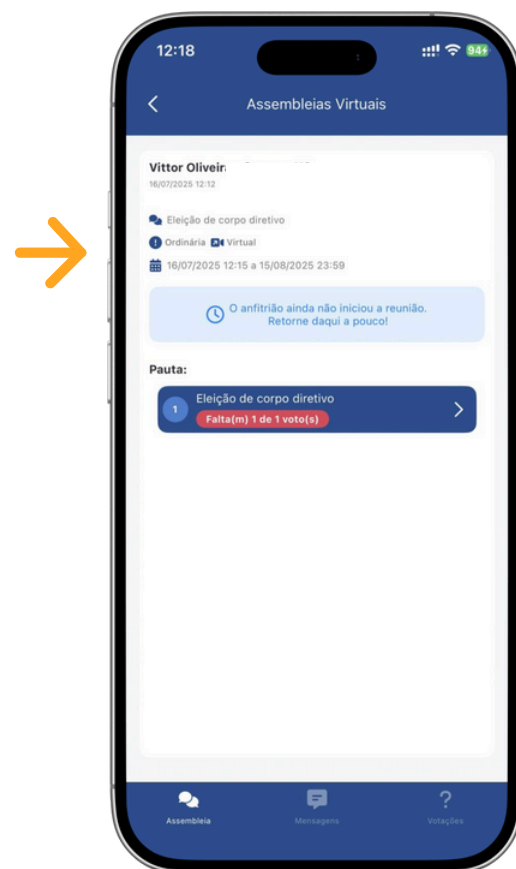 12:18
94+
Assembleias Virtuais
Vittor
16/07/2025 12:12
Eleição de corpo diretivo
Ordinária Virtual
16/07/2025 12:15 a 15/08/2025 23:59
O anfitrião ainda não iniciou a reunião.
Retorne daqui a pouco!
Pauta:
1 Eleição de corpo diretivo
Falta(m) 1 de 1 voto(s)
Assembleia Mensagens Votações